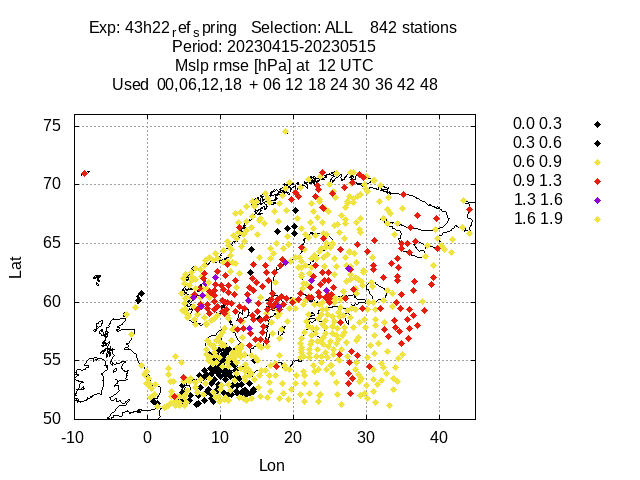 Exp: 43h22refspring Selection: ALL 842 stations
Period: 20230415-20230515
Mslp rmse [hPa] at 12 UTC
Used 00,06,12,18 + 06 12 18 24 30 36 42 48
75
70
65
60
55
50
-10 0 10 20 30 40
Lat
Lon
0.0 0.3
0.3 0.6
0.6 0.9
0.9 1.3
1.3 1.6
1.6 1.9